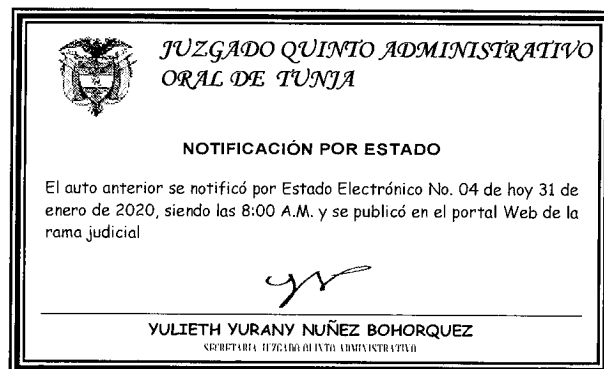 JUZGADO QUINTO ADMINISTRATIVO
ORAL DE TUNJA
NOTIFICACIÓN POR ESTADO
El auto anterior se notificó por Estado Electrónico No. 04 de hoy 31 de
enero de 2020, siendo las 8:00 A.M. y se publicó en el portal Web de la
rama judicial
YULIETH YURANY NUÑEZ BOHORQUEZ
SECRETARIA JUZGADO QUINTO ADMINISTRATIVO